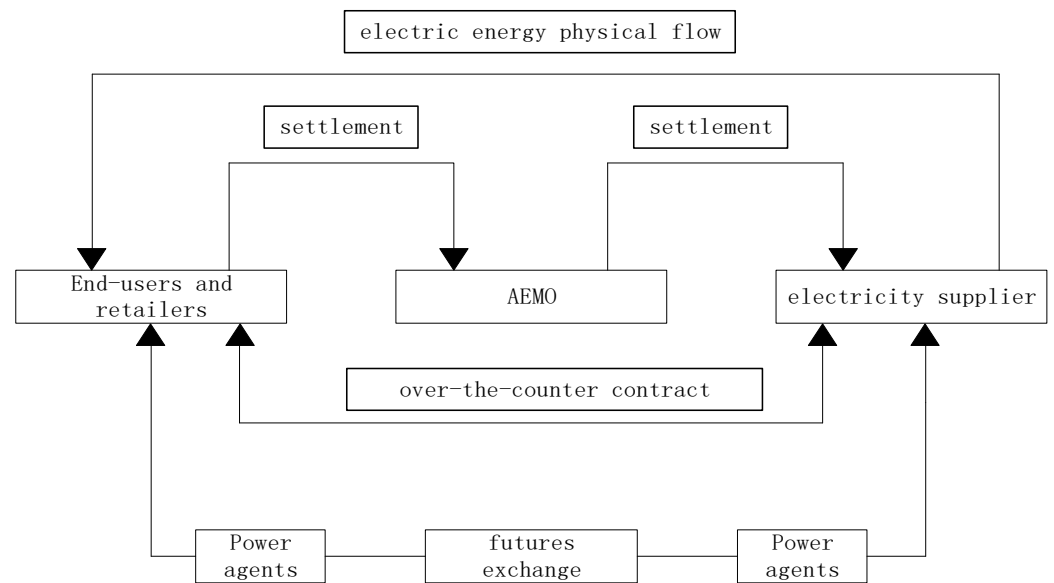 electric energy physical flow
settlement
settlement
End-users and
retailers
AEMO
electricity supplier
over-the-counter contract
Power
agents
futures
exchange
Power
agents